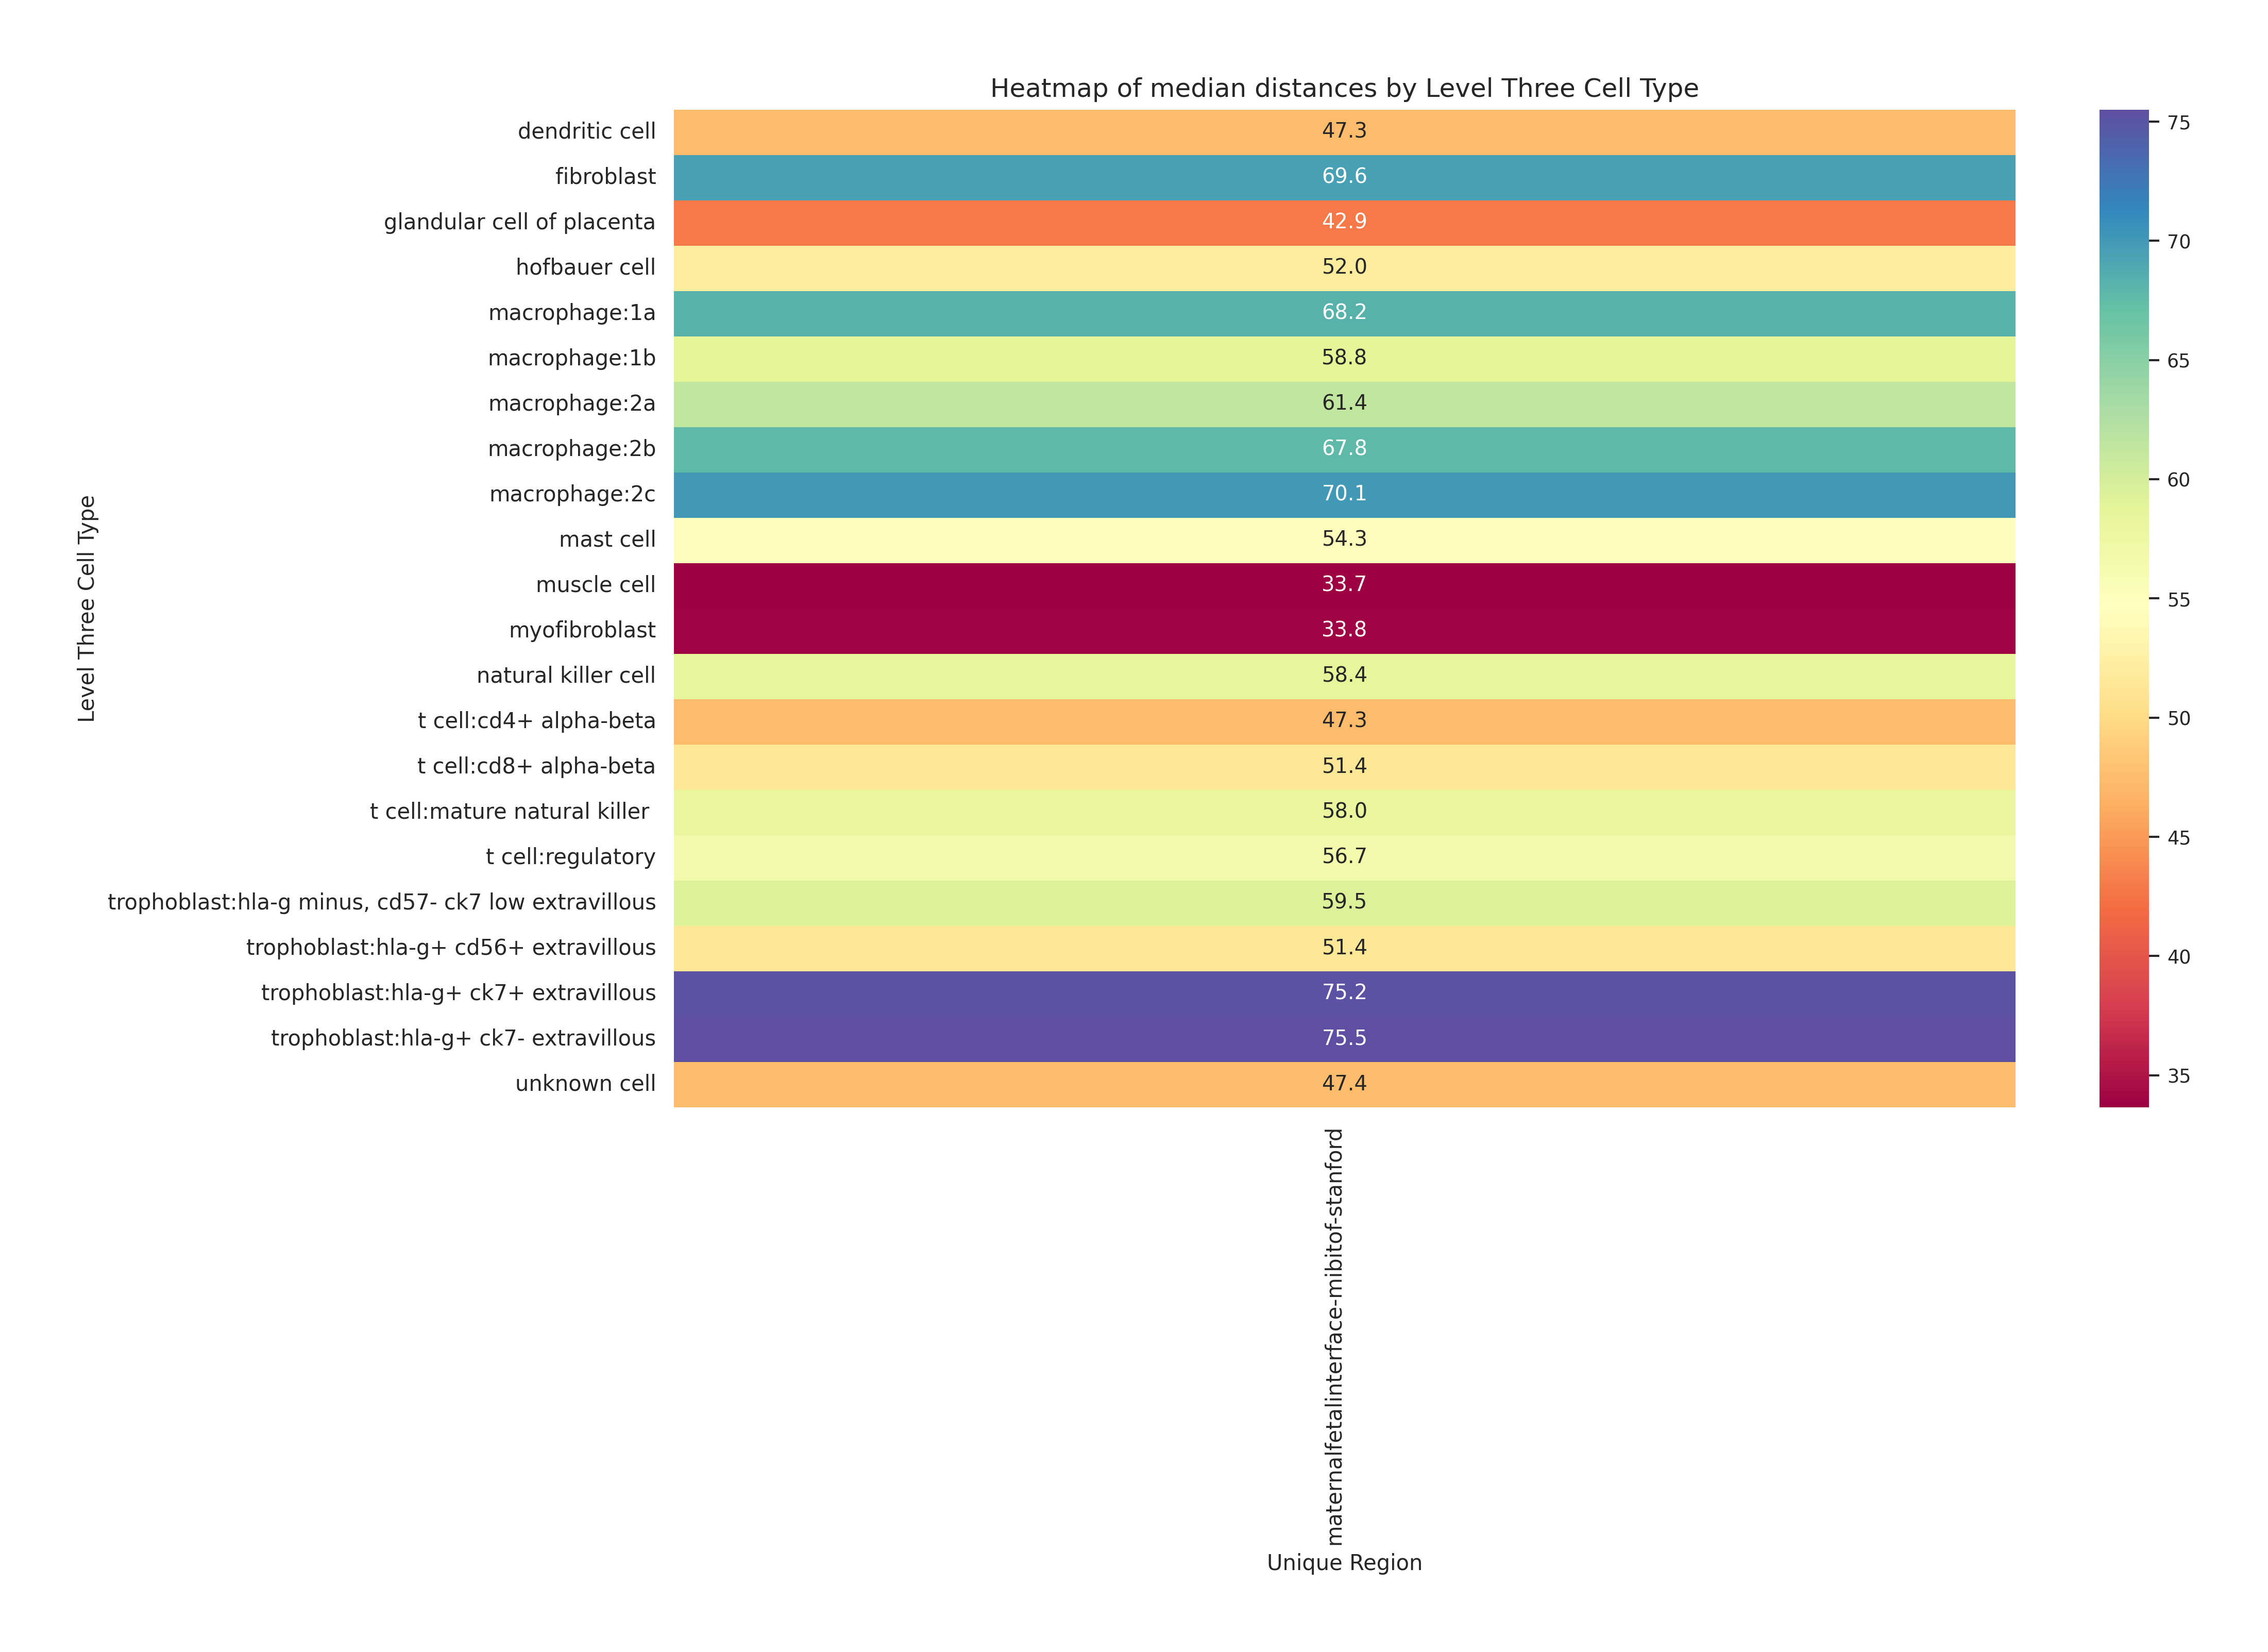 Heatmap of median distances by Level Three Cell Type
Level Three Cell Type
dendritic cell 47.3
fibroblast 69.6
glandular cell of placenta 42.9
hofbauer cell 52.0
macrophage:1a 68.2
macrophage:1b 58.8
macrophage:2a 61.4
macrophage:2b 67.8
macrophage:2c 70.1
mast cell 54.3
muscle cell 33.7
myofibroblast 33.8
natural killer cell 58.4
t cell:cd4+ alpha-beta 47.3
t cell:cd8+ alpha-beta 51.4
t cell:mature natural killer 58.0
t cell:regulatory 56.7
trophoblast:hla-g minus, cd57- ck7 low extravillous 59.5
trophoblast:hla-g+ cd56+ extravillous 51.4
trophoblast:hla-g+ ck7+ extravillous 75.2
trophoblast:hla-g+ ck7- extravillous 75.5
unknown cell 47.4
75
70
65
60
55
50
45
40
35
maternalfetalinterface-mibitof-stanford
Unique Region